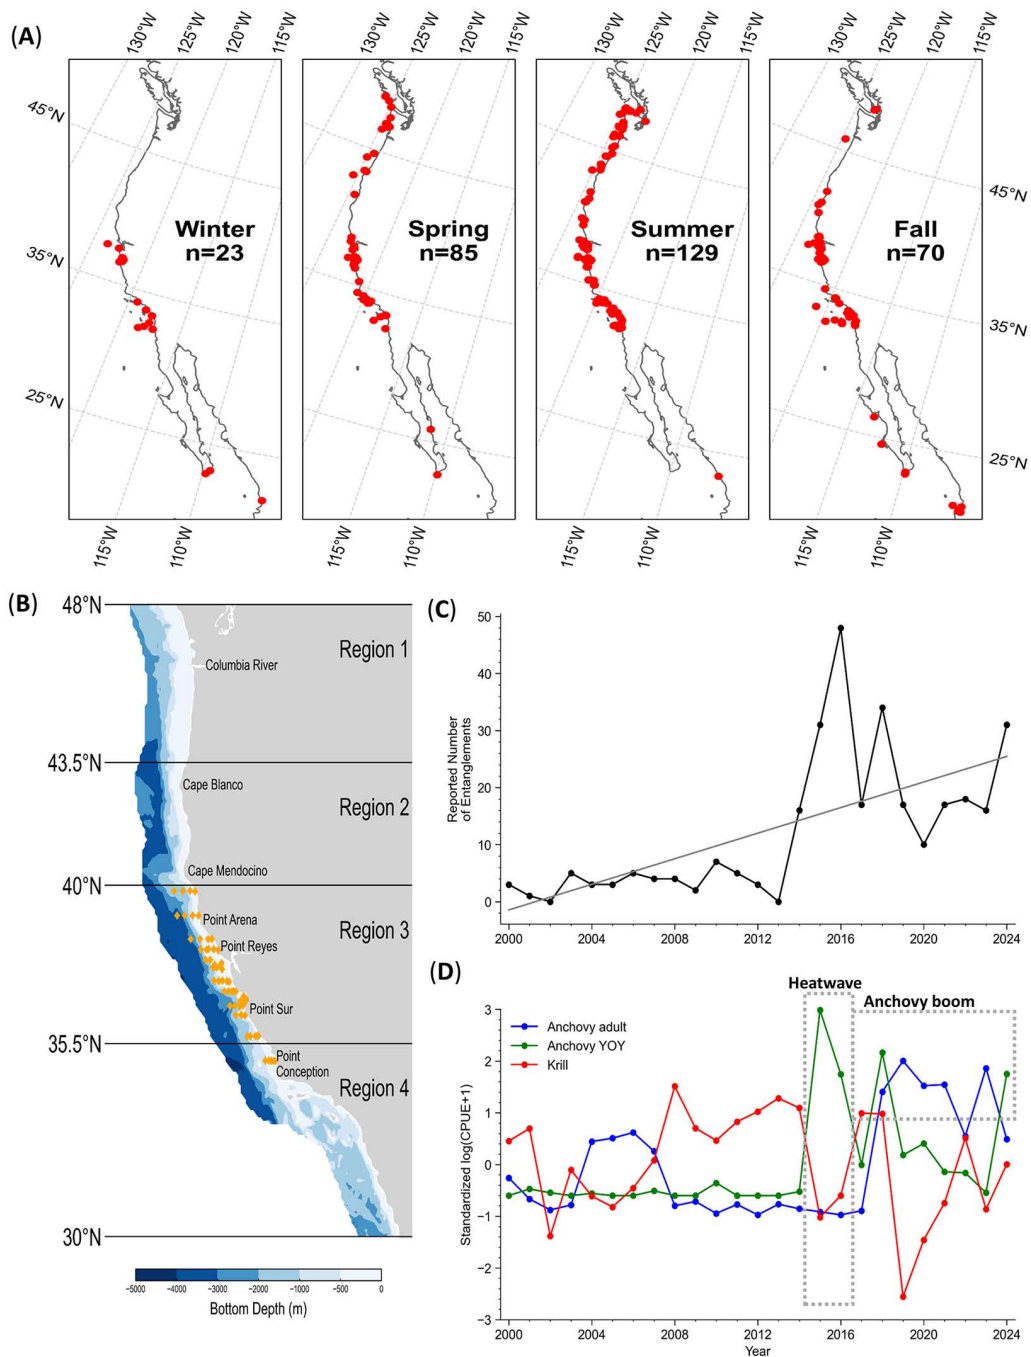 (A)
130°W
125°W
120°W
115°W
130°W
125°W
120°W
115°W
130°W
125°W
120°W
115°W
130°W
125°W
120°W
115°W
45°N
35°N
25°N
Winter
n=23
Spring
n=85
Summer
n=129
Fall
n=70
45°N
35°N
25°N
115°W
110°W
115°W
110°W
115°W
110°W
115°W
110°W
(B)
48°N
Region 1
Columbia River
43.5°N
Cape Blanco
Region 2
Cape Mendocino
40°N
Point Arena
Region 3
Point Reyes
Point Sur
35.5°N
Point
Conception
Region 4
30°N
−5000 −4000 −3000 −2000 −1000 −500 0
Bottom Depth (m)
(C)
50
40
30
20
10
0
Reported Number
of Entanglements
2000 2004 2008 2012 2016 2020 2024
(D)
Heatwave
Anchovy boom
Anchovy adult
Anchovy YOY
Krill
3
2
1
0
−1
−2
−3
Standardized log(CPUE+1)
2000 2004 2008 2012 2016 2020 2024
Year